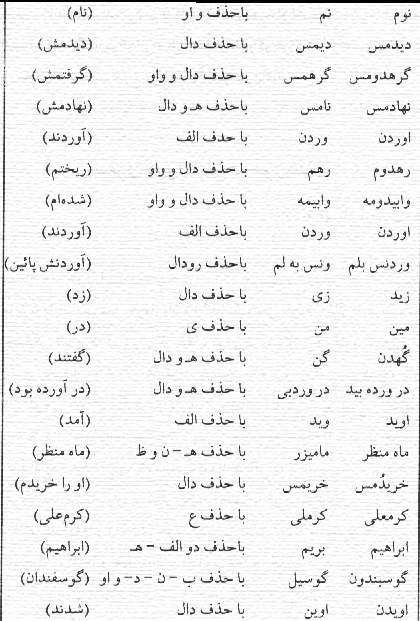 نوم نم باحذف و او (نام)
دیدمس دیمس با حذف دال (دیدمش)
گرهدومس گرهمس با حذف دال و واو (گرفتمش)
نهادمس نامس باحذف هـ و دال (نهادمش)
اوردن وردن با حدف الف (آوردند)
رهدوم رهم با حذف دال و واو (ریختم)
وابیدومه وابیمه با حذف دال و واو (شده‌ام)
اوردن وردن باحذف الف (آوردند)
وردنس بلم ونس به لم باحذف رودال (آوردنش پائین)
زید زی با حذف دال (زد)
مین من با حذف ی (در)
گُهدن گن با حذف هـ و دال (گفتند)
در ورده بید در وردبی با حذف هـ و دال (در آورده بود)
اوید وید با حذف الف (آمد)
ماه منظر مامیزر با حذف هـ – ن و ظ (ماه منظر)
خریدُمس خریمس با حذف دال (او را خریدم)
کرمعلی کرملی با حذف ع (کرم‌علی)
ابراهیم بریم باحذف دو الف – هـ (ابراهیم)
گوسبندون گوسیل با حذف ب – ن – د – و او (گوسفندان)
اویدن اوین با حذف دال (شدند)